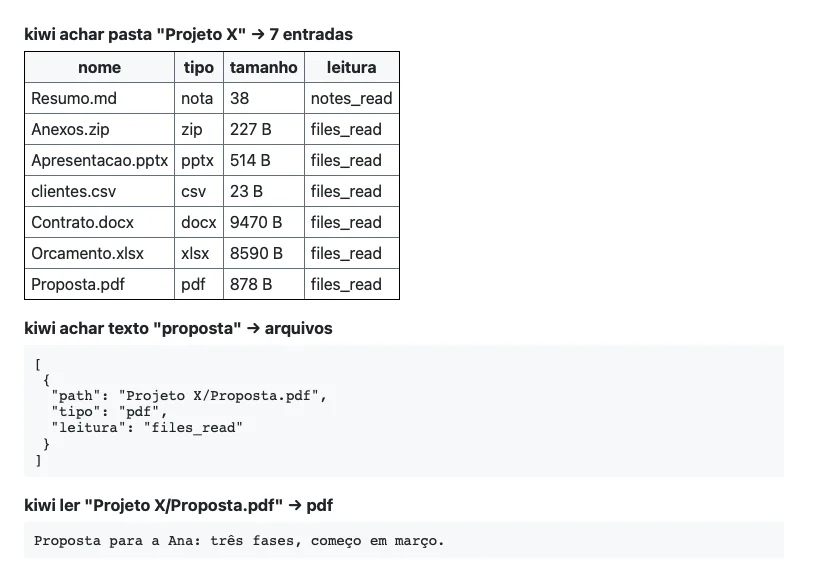 kiwi achar pasta "Projeto X" → 7 entradas
nome tipo tamanho leitura
Resumo.md nota 38 notes_read
Anexos.zip zip 227 B files_read
Apresentacao.pptx pptx 514 B files_read
clientes.csv csv 23 B files_read
Contrato.docx docx 9470 B files_read
Orcamento.xlsx xlsx 8590 B files_read
Proposta.pdf pdf 878 B files_read
kiwi achar texto "proposta" → arquivos
[
{
"path": "Projeto X/Proposta.pdf",
"tipo": "pdf",
"leitura": "files_read"
}
]
kiwi ler "Projeto X/Proposta.pdf" → pdf
Proposta para a Ana: três fases, começo em março.